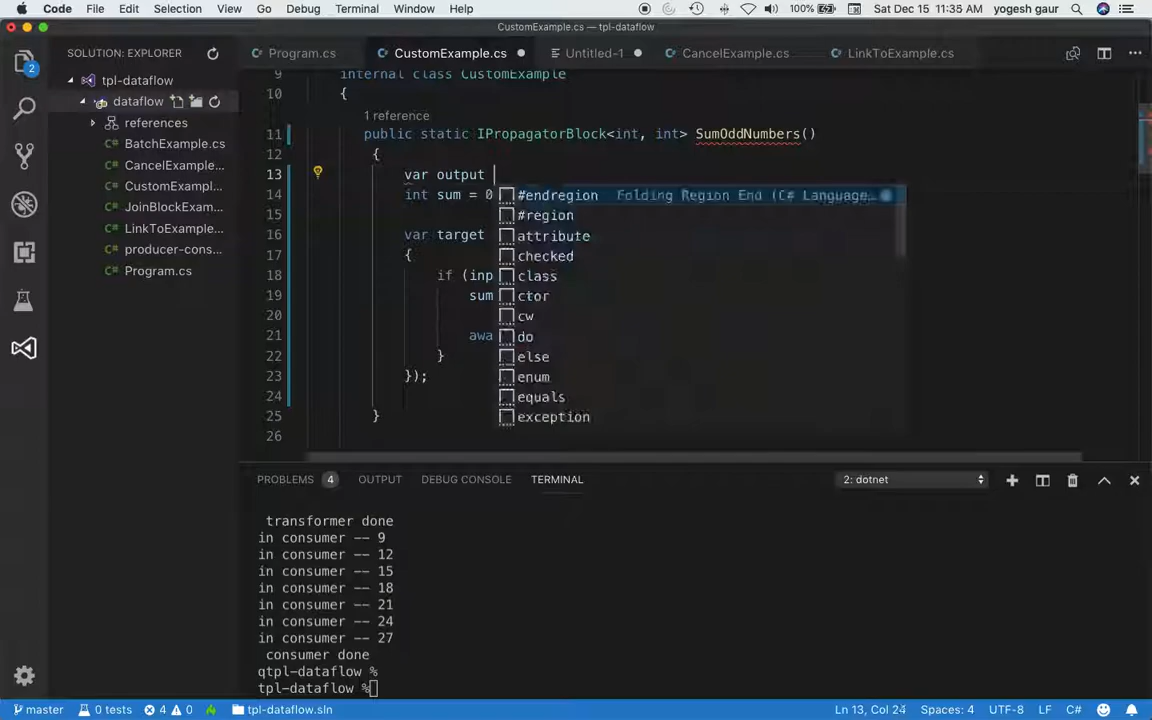 Code File Edit Selection View Go Debug Terminal Window Help 100% Sat Dec 15 11:35 AM yogesh gaur
CustomExample.cs — tpl-dataflow
SOLUTION: EXPLORER
Program.cs CustomExample.cs Untitled-1 CancelExample.cs LinkToExample.cs
2
tpl-dataflow
dataflow
references
BatchExample.cs
CancelExample...
CustomExampl...
JoinBlockExam...
LinkToExample...
producer-cons...
Program.cs
9 internal class CustomExample
10 {
1 reference
11 public static IPropagatorBlock<int, int> SumOddNumbers()
12 {
13 var output
14 int sum = 0
15
16 var target
17 {
18 if (inp
19 sum
20
21 awa
22 }
23 });
24
25 }
26
#endregion Folding Region End (C# Language...
#region
attribute
checked
class
ctor
cw
do
else
enum
equals
exception
PROBLEMS 4 OUTPUT DEBUG CONSOLE TERMINAL 2: dotnet
transformer done
in consumer -- 9
in consumer -- 12
in consumer -- 15
in consumer -- 18
in consumer -- 21
in consumer -- 24
in consumer -- 27
consumer done
qtpl-dataflow %
tpl-dataflow %
master 0 tests 4 0 tpl-dataflow.sln Ln 13, Col 24 Spaces: 4 UTF-8 LF C#